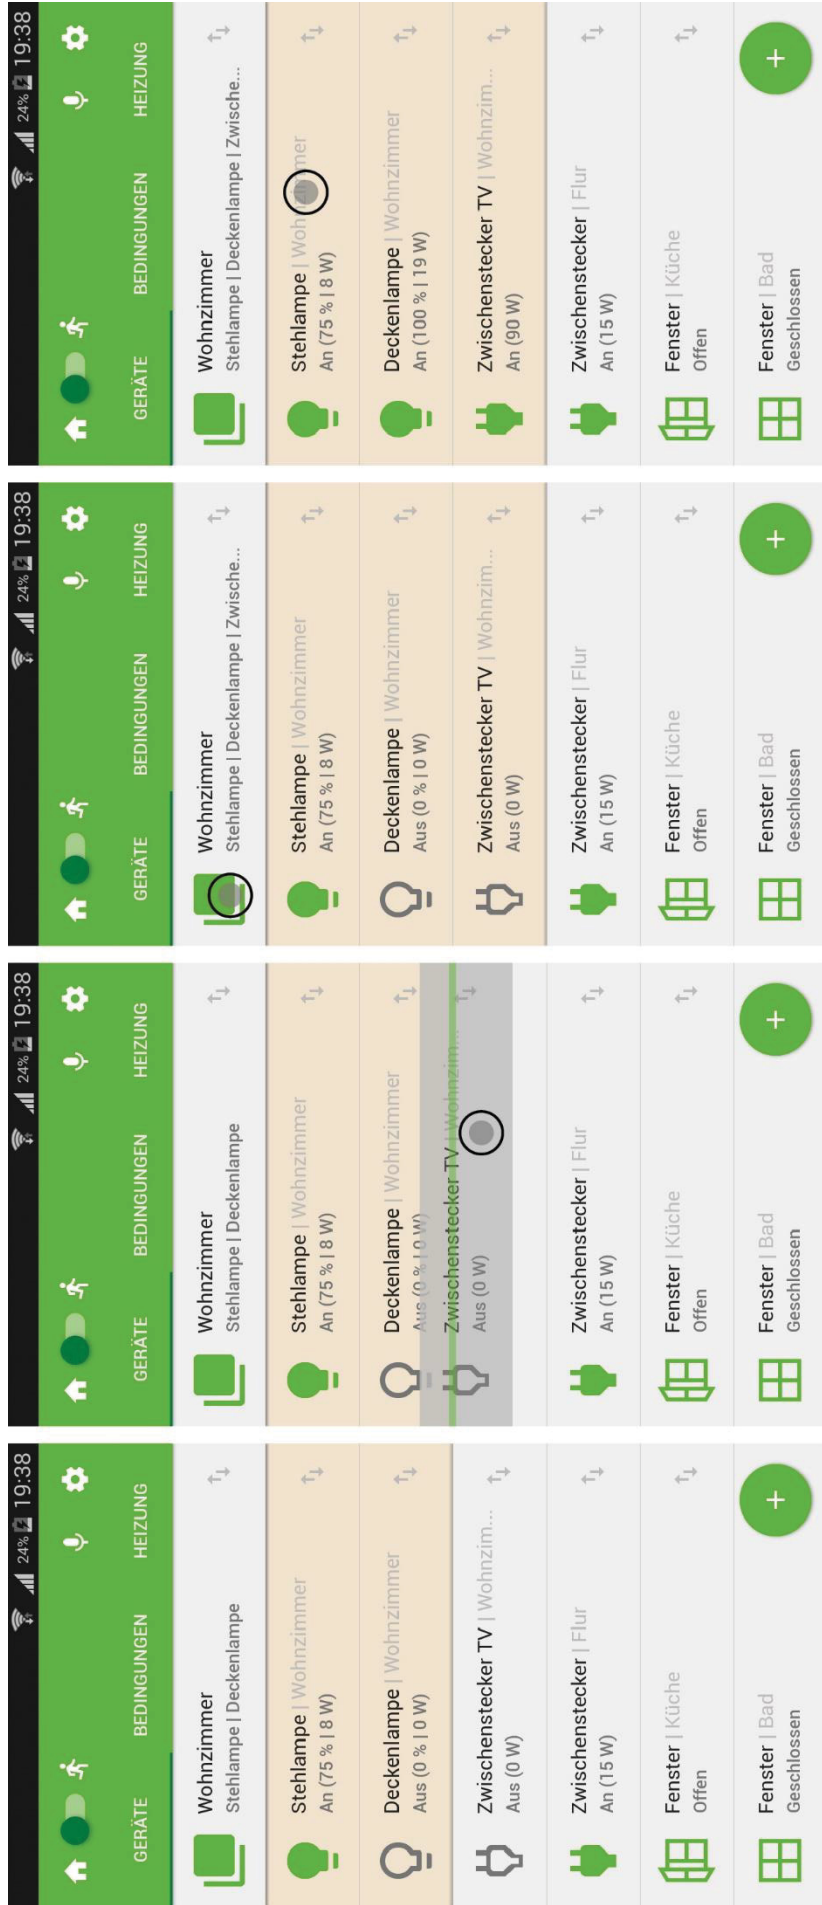 24% 19:38
GERÄTE BEDINGUNGEN HEIZUNG
Wohnzimmer
Stehlampe | Deckenlampe
Stehlampe | Wohnzimmer
An (75 % | 8 W)
Deckenlampe | Wohnzimmer
Aus (0 % | 0 W)
Zwischenstecker TV | Wohnzim...
Aus (0 W)
Zwischenstecker | Flur
An (15 W)
Fenster | Küche
Offen
Fenster | Bad
Geschlossen
+
24% 19:38
GERÄTE BEDINGUNGEN HEIZUNG
Wohnzimmer
Stehlampe | Deckenlampe
Stehlampe | Wohnzimmer
An (75 % | 8 W)
Deckenlampe | Wohnzimmer
Aus (0 % | 0 W)
Zwischenstecker TV | Wohnzim...
Aus (0 W)
Zwischenstecker | Flur
An (15 W)
Fenster | Küche
Offen
Fenster | Bad
Geschlossen
+
24% 19:38
GERÄTE BEDINGUNGEN HEIZUNG
Wohnzimmer
Stehlampe | Deckenlampe | Zwische...
Stehlampe | Wohnzimmer
An (75 % | 8 W)
Deckenlampe | Wohnzimmer
Aus (0 % | 0 W)
Zwischenstecker TV | Wohnzim...
Aus (0 W)
Zwischenstecker | Flur
An (15 W)
Fenster | Küche
Offen
Fenster | Bad
Geschlossen
+
24% 19:38
GERÄTE BEDINGUNGEN HEIZUNG
Wohnzimmer
Stehlampe | Deckenlampe | Zwische...
Stehlampe | Wohnzimmer
An (75 % | 8 W)
Deckenlampe | Wohnzimmer
An (100 % | 19 W)
Zwischenstecker TV | Wohnzim...
An (90 W)
Zwischenstecker | Flur
An (15 W)
Fenster | Küche
Offen
Fenster | Bad
Geschlossen
+